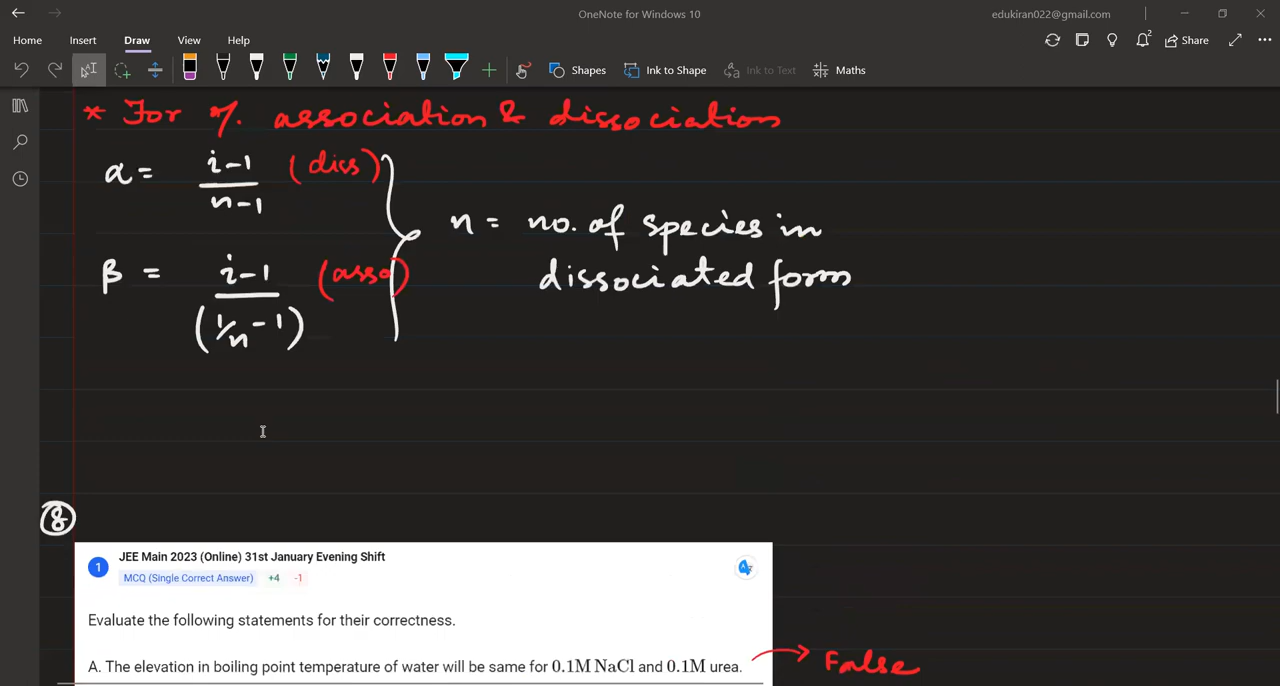 OneNote for Windows 10
edukiran022@gmail.com
Home Insert Draw View Help
2
Share
Shapes Ink to Shape Ink to Text Maths
* For %. association & dissociation
α = i-1 / n-1 (diss)
β = i-1 / (1/n - 1) (asso)
n = no. of species in
dissociated form
8
1 JEE Main 2023 (Online) 31st January Evening Shift
MCQ (Single Correct Answer) +4 -1
Evaluate the following statements for their correctness.
A. The elevation in boiling point temperature of water will be same for 0.1M NaCl and 0.1M urea. → False